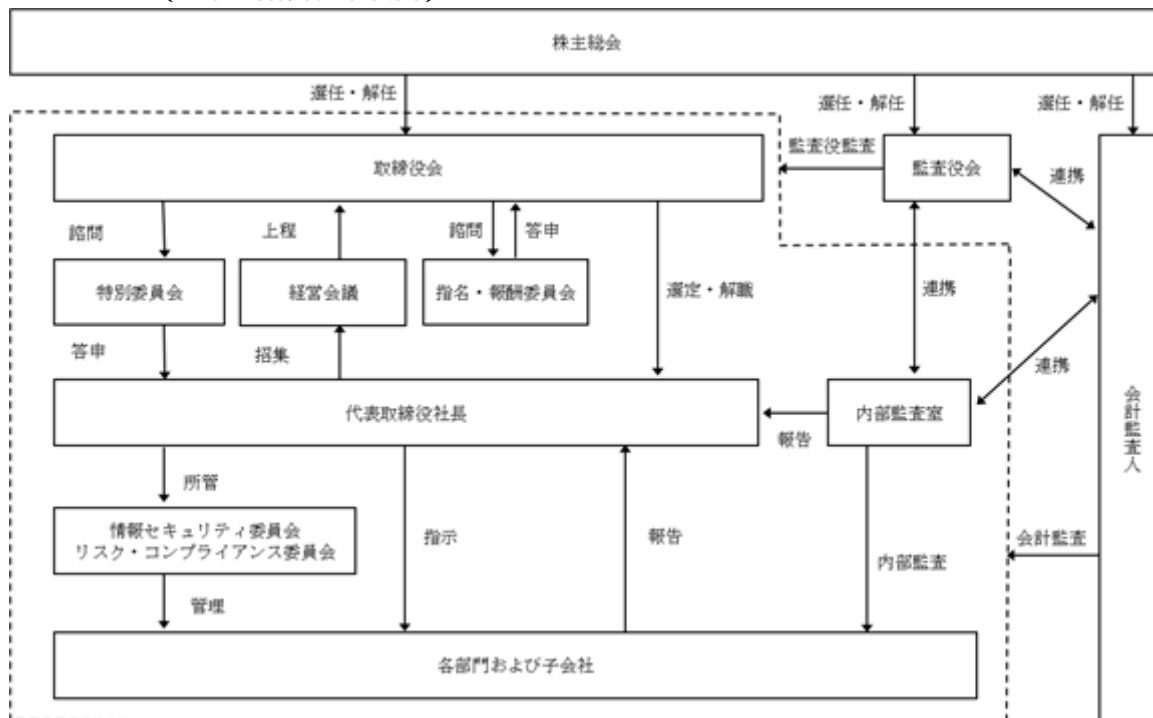 株主総会
選任・解任
選任・解任
選任・解任
取締役会
監査役監査
監査役会
連携
諮問
上程
諮問
答申
特別委員会
経営会議
指名・報酬委員会
選定・解職
連携
答申
招集
連携
代表取締役社長
報告
内部監査室
会計監査人
所管
情報セキュリティ委員会
リスク・コンプライアンス委員会
指示
報告
内部監査
会計監査
管理
各部門および子会社